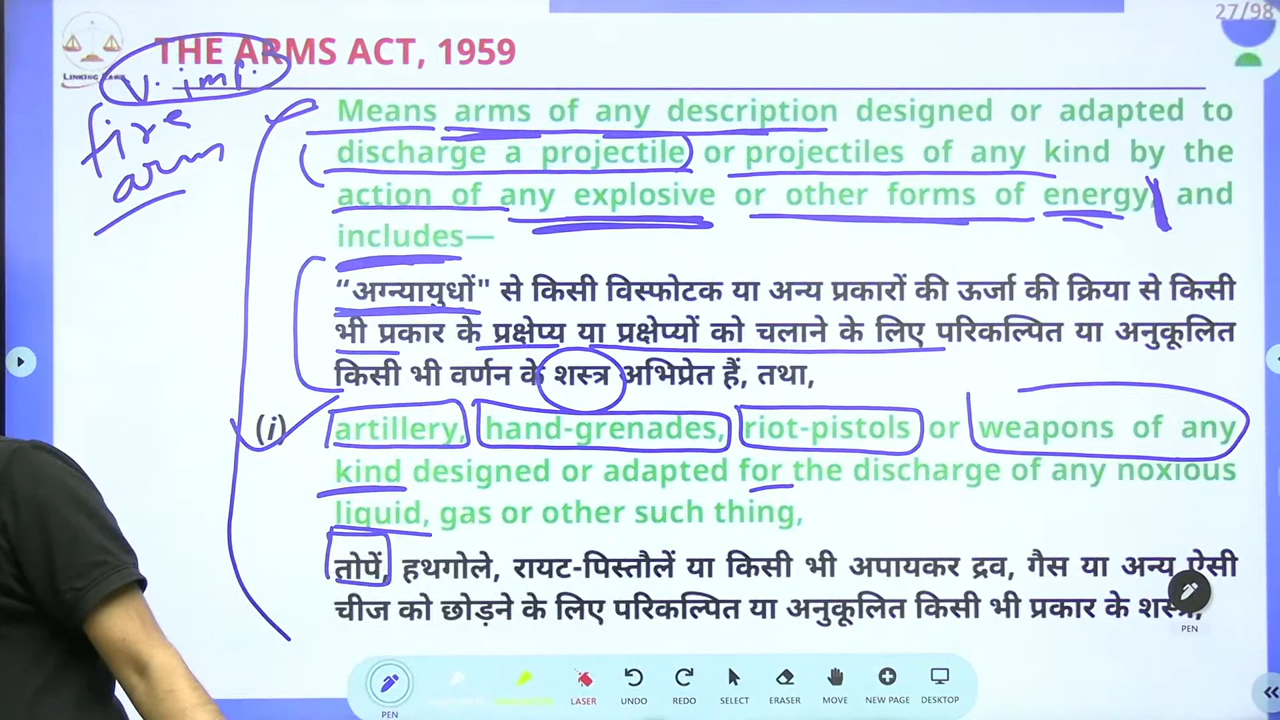 27/98
THE ARMS ACT, 1959
LINKING LAWS
V. imp.
fire
arm
Means arms of any description designed or adapted to
discharge a projectile or projectiles of any kind by the
action of any explosive or other forms of energy, and
includes—
“अग्न्यायुधों" से किसी विस्फोटक या अन्य प्रकारों की ऊर्जा की क्रिया से किसी
भी प्रकार के प्रक्षेप्य या प्रक्षेप्यों को चलाने के लिए परिकल्पित या अनुकूलित
किसी भी वर्णन के शस्त्र अभिप्रेत हैं, तथा,
(i) artillery, hand-grenades, riot-pistols or weapons of any
kind designed or adapted for the discharge of any noxious
liquid, gas or other such thing,
तोपें, हथगोले, रायट-पिस्तौलें या किसी भी अपायकर द्रव, गैस या अन्य ऐसी
चीज को छोड़ने के लिए परिकल्पित या अनुकूलित किसी भी प्रकार के
PEN
PEN
LASER
UNDO
REDO
SELECT
ERASER
MOVE
NEW PAGE
DESKTOP